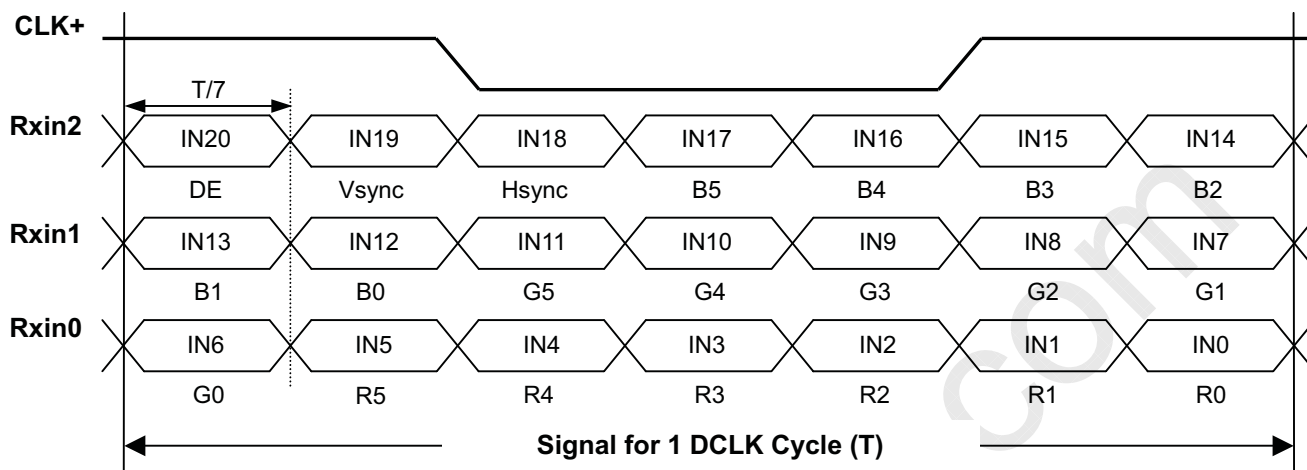 CLK+
T/7
Rxin2 IN20 IN19 IN18 IN17 IN16 IN15 IN14
DE Vsync Hsync B5 B4 B3 B2
Rxin1 IN13 IN12 IN11 IN10 IN9 IN8 IN7
B1 B0 G5 G4 G3 G2 G1
Rxin0 IN6 IN5 IN4 IN3 IN2 IN1 IN0
G0 R5 R4 R3 R2 R1 R0
Signal for 1 DCLK Cycle (T)
com